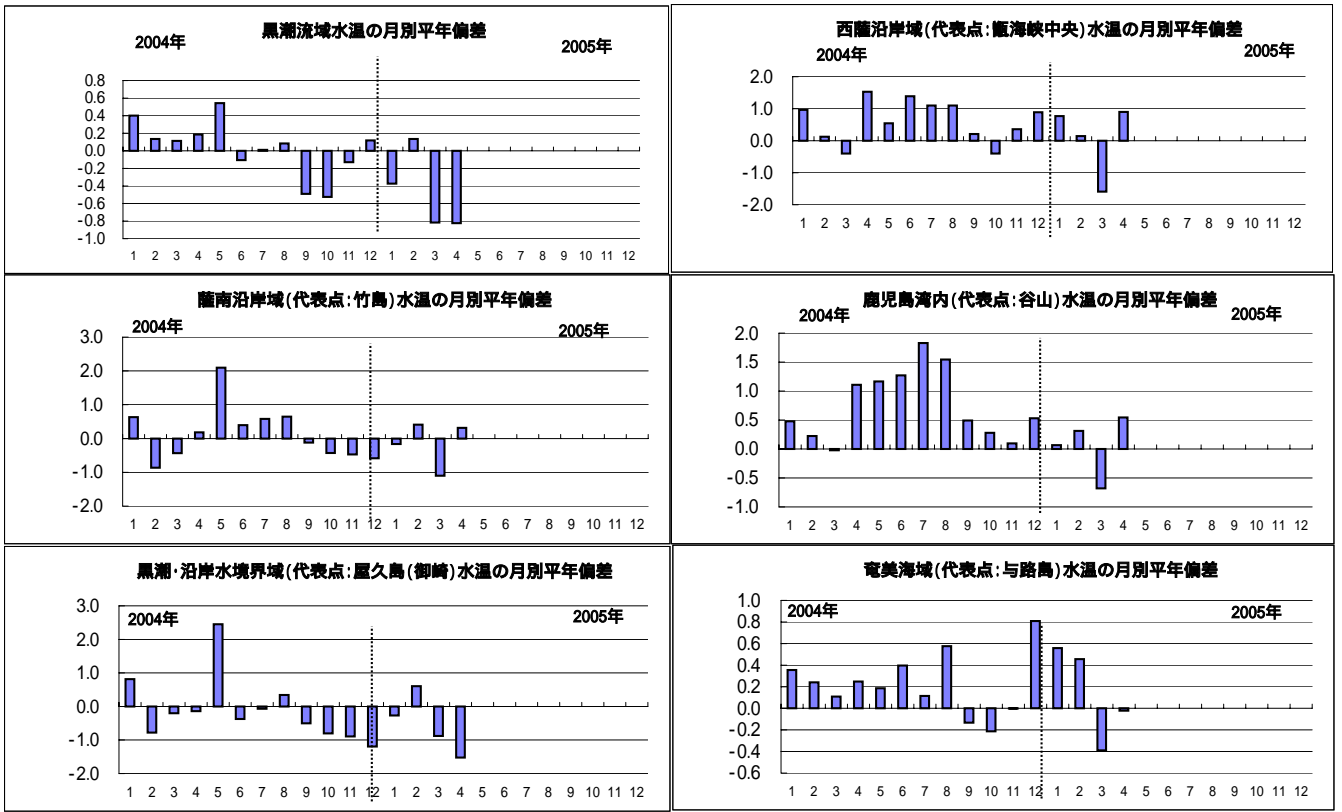 黒潮流域水温の月別平年偏差
2004年
2005年
0.8
0.6
0.4
0.2
0.0
-0.2
-0.4
-0.6
-0.8
-1.0
1 2 3 4 5 6 7 8 9 10 11 12 1 2 3 4 5 6 7 8 9 10 11 12
西薩沿岸域(代表点:甑海峡中央)水温の月別平年偏差
2004年
2005年
2.0
1.0
0.0
-1.0
-2.0
1 2 3 4 5 6 7 8 9 10 11 12 1 2 3 4 5 6 7 8 9 10 11 12
薩南沿岸域(代表点:竹島)水温の月別平年偏差
2004年
2005年
3.0
2.0
1.0
0.0
-1.0
-2.0
1 2 3 4 5 6 7 8 9 10 11 12 1 2 3 4 5 6 7 8 9 10 11 12
鹿児島湾内(代表点:谷山)水温の月別平年偏差
2004年
2005年
2.0
1.5
1.0
0.5
0.0
-0.5
-1.0
1 2 3 4 5 6 7 8 9 10 11 12 1 2 3 4 5 6 7 8 9 10 11 12
黒潮・沿岸水境界域(代表点:屋久島(御崎)水温の月別平年偏差
2004年
2005年
3.0
2.0
1.0
0.0
-1.0
-2.0
1 2 3 4 5 6 7 8 9 10 11 12 1 2 3 4 5 6 7 8 9 10 11 12
奄美海域(代表点:与路島)水温の月別平年偏差
2004年
2005年
1.0
0.8
0.6
0.4
0.2
0.0
-0.2
-0.4
-0.6
1 2 3 4 5 6 7 8 9 10 11 12 1 2 3 4 5 6 7 8 9 10 11 12